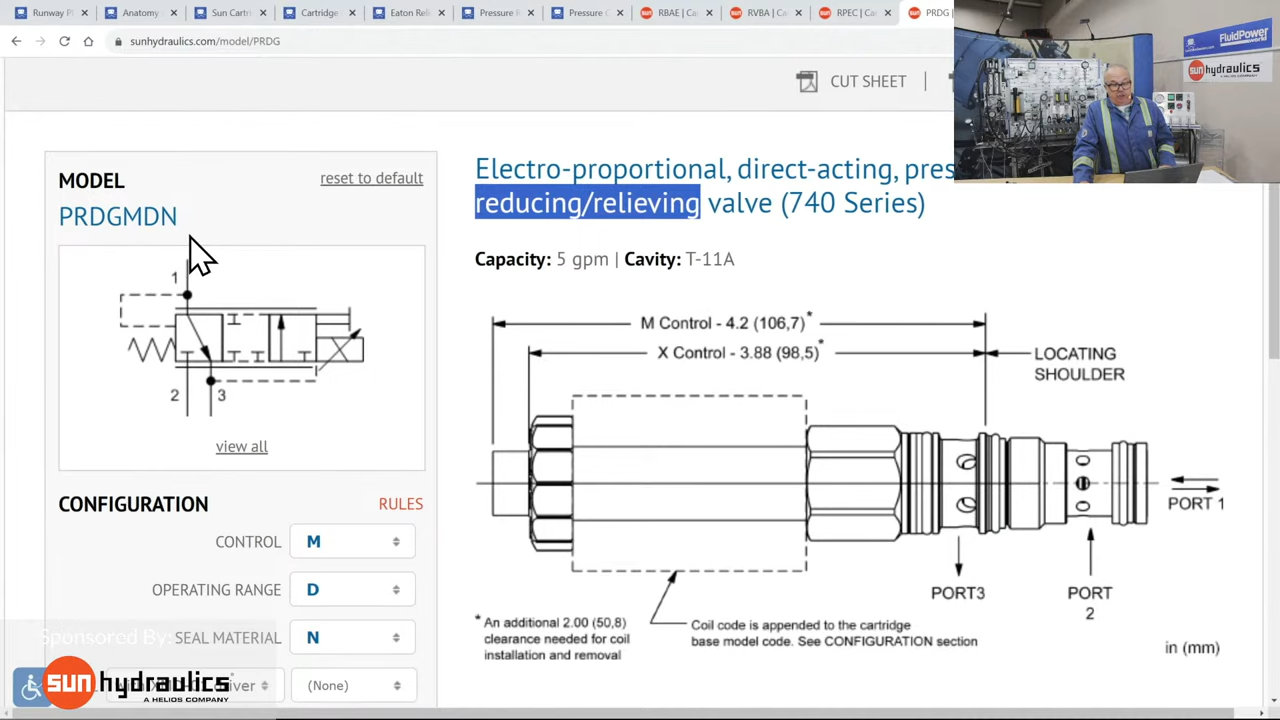 Runway Pl
Anatomy
Sun Cartr
Cartridge
Eaton Reli
Pressure R
Pressure C
RBAE | Co
RVBA | Co
RPEC | Ca
PRDG |
sunhydraulics.com/model/PRDG
FluidPower
sun hydraulics
A HELIOS COMPANY
CUT SHEET
MODEL
reset to default
PRDGMDN
1
2
3
view all
CONFIGURATION
RULES
CONTROL
M
OPERATING RANGE
D
SEAL MATERIAL
N
(None)
Electro-proportional, direct-acting, pres
reducing/relieving valve (740 Series)
Capacity: 5 gpm | Cavity: T-11A
M Control - 4.2 (106,7)*
X Control - 3.88 (98,5)*
LOCATING
SHOULDER
PORT 1
PORT3
PORT
2
* An additional 2.00 (50,8)
clearance needed for coil
installation and removal
Coil code is appended to the cartridge
base model code. See CONFIGURATION section
in (mm)
Sponsored By:
sun hydraulics
A HELIOS COMPANY